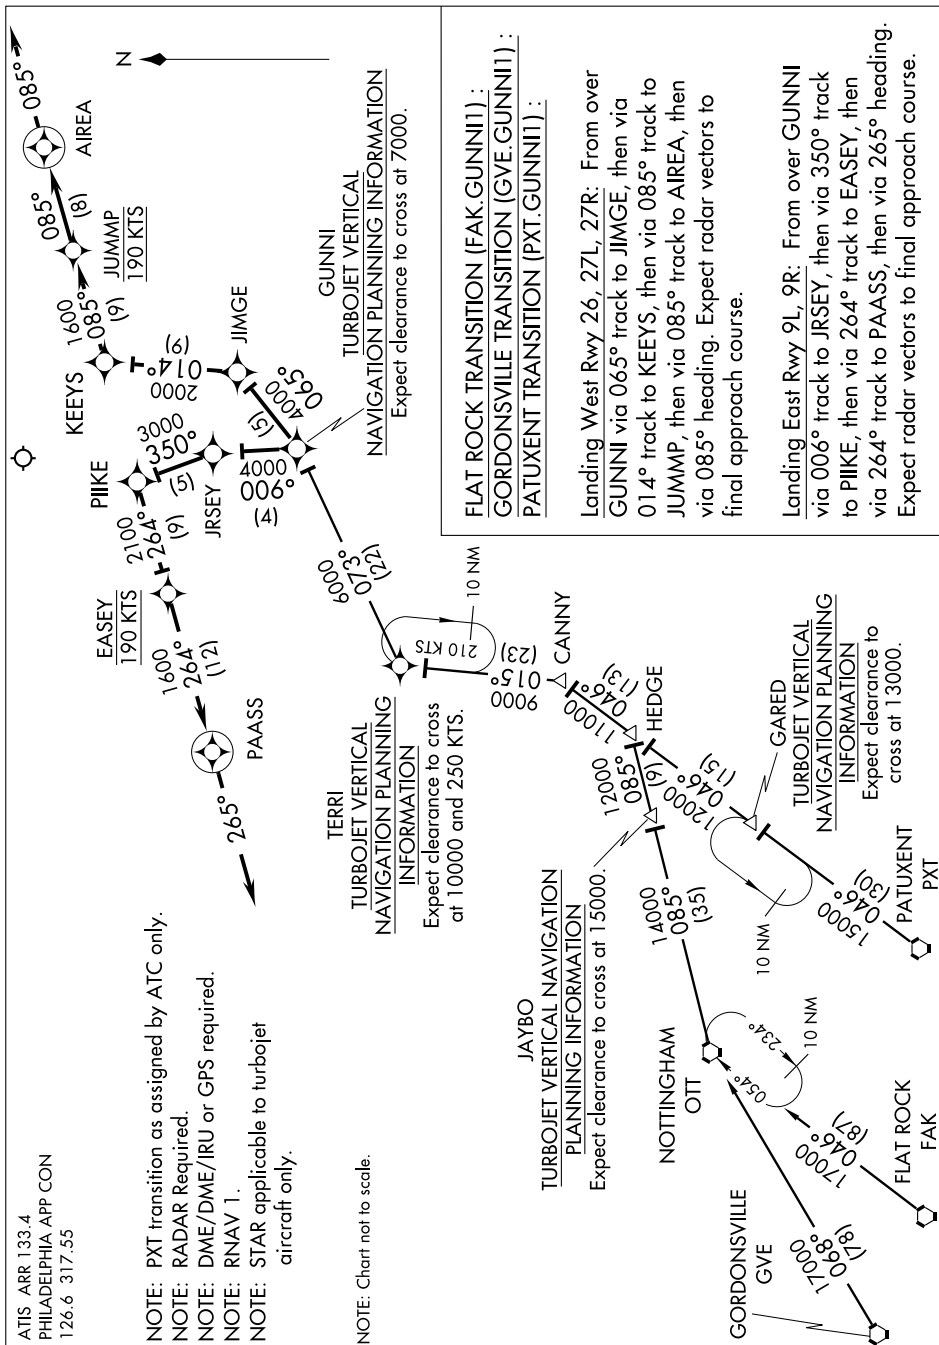 ATIS ARR 133.4
PHILADELPHIA APP CON
126.6 317.55
NOTE: PXT transition as assigned by ATC only.
NOTE: RADAR Required.
NOTE: DME/DME/IRU or GPS required.
NOTE: RNAV 1.
NOTE: STAR applicable to turbojet
aircraft only.
NOTE: Chart not to scale.
265°
PAASS
1600
264°
(12)
EASEY
190 KTS
2100
264°
(9)
PIIKE
3000
350°
(5)
JRSEY
4000
006°
(4)
KEEYS
1600
085°
(9)
JUMMP
190 KTS
085°
(8)
AIREA
085°
N
2000
014°
(9)
JIMGE
4000
065°
(5)
GUNNI
TURBOJET VERTICAL
NAVIGATION PLANNING INFORMATION
Expect clearance to cross at 7000.
6000
073°
(22)
TERRI
TURBOJET VERTICAL
NAVIGATION PLANNING
INFORMATION
Expect clearance to cross
at 10000 and 250 KTS.
210 KTS
10 NM
9000
015°
(23)
CANNY
11000
046°
(13)
HEDGE
12000
085°
(9)
JAYBO
TURBOJET VERTICAL NAVIGATION
PLANNING INFORMATION
Expect clearance to cross at 15000.
14000
085°
(35)
12000
046°
(15)
GARED
TURBOJET VERTICAL
NAVIGATION PLANNING
INFORMATION
Expect clearance to
cross at 13000.
10 NM
15000
046°
(30)
PATUXENT
PXT
NOTTINGHAM
OTT
234°
054°
10 NM
17000
046°
(87)
FLAT ROCK
FAK
17000
068°
(78)
GORDONSVILLE
GVE
FLAT ROCK TRANSITION (FAK.GUNNI1) :
GORDONSVILLE TRANSITION (GVE.GUNNI1) :
PATUXENT TRANSITION (PXT.GUNNI1) :
Landing West Rwy 26, 27L, 27R: From over
GUNNI via 065° track to JIMGE, then via
014° track to KEEYS, then via 085° track to
JUMMP, then via 085° track to AIREA, then
via 085° heading. Expect radar vectors to
final approach course.
Landing East Rwy 9L, 9R: From over GUNNI
via 006° track to JRSEY, then via 350° track
to PIIKE, then via 264° track to EASEY, then
via 264° track to PAASS, then via 265° heading.
Expect radar vectors to final approach course.